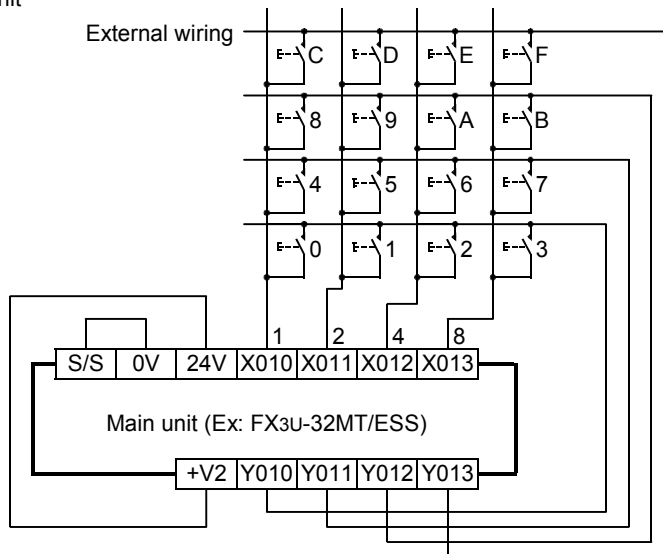 External wiring
C D E F
8 9 A B
4 5 6 7
0 1 2 3
1 2 4 8
S/S 0V 24V X010 X011 X012 X013
Main unit (Ex: FX3U-32MT/ESS)
+V2 Y010 Y011 Y012 Y013